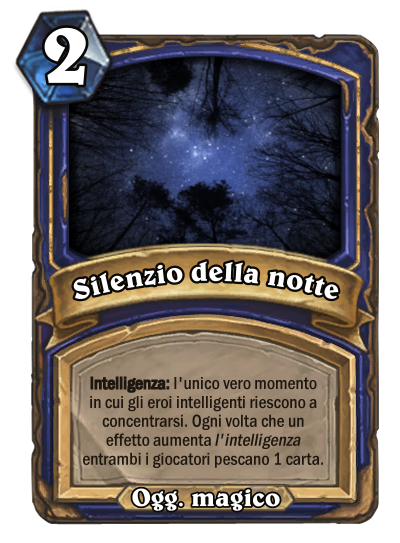 2
Silenzio della notte
Intelligenza: l'unico vero momento
in cui gli eroi intelligenti riescono a
concentrarsi. Ogni volta che un
effetto aumenta l'intelligenza
entrambi i giocatori pescano 1 carta.
Ogg. magico